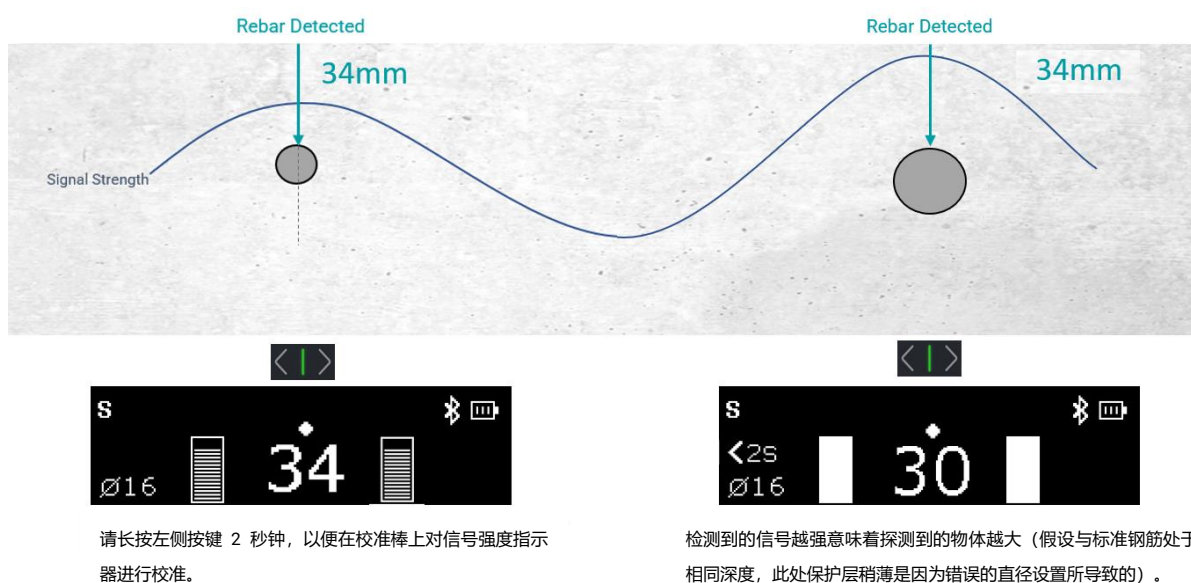 Rebar Detected
Rebar Detected
34mm
34mm
Signal Strength
S
34
Ø16
S
<2S
30
Ø16
请长按左侧按键 2 秒钟，以便在校准棒上对信号强度指示
器进行校准。
检测到的信号越强意味着探测到的物体越大（假设与标准钢筋处于
相同深度，此处保护层稍薄是因为错误的直径设置所导致的）。